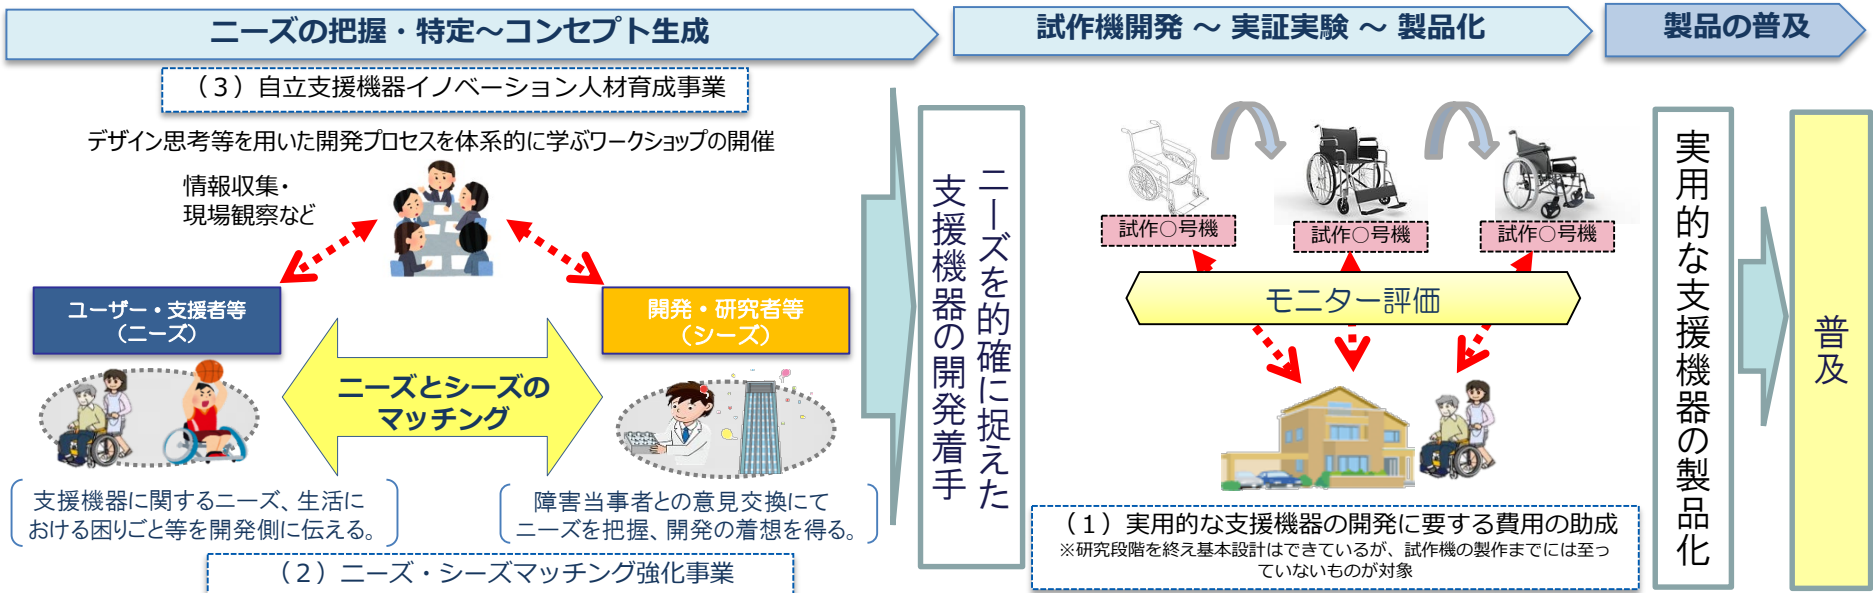 ニーズの把握・特定～コンセプト生成
試作機開発 ～ 実証実験 ～ 製品化
製品の普及
（３）自立支援機器イノベーション人材育成事業
デザイン思考等を用いた開発プロセスを体系的に学ぶワークショップの開催
情報収集・
現場観察など
ユーザー・支援者等
（ニーズ）
開発・研究者等
（シーズ）
ニーズとシーズの
マッチング
支援機器に関するニーズ、生活に
おける困りごと等を開発側に伝える。
障害当事者との意見交換にて
ニーズを把握、開発の着想を得る。
（２）ニーズ・シーズマッチング強化事業
ニーズを的確に捉えた
支援機器の開発着手
試作○号機
試作○号機
試作○号機
モニター評価
（１）実用的な支援機器の開発に要する費用の助成
※研究段階を終え基本設計はできているが、試作機の製作までには至っ
ていないものが対象
実用的な支援機器の製品化
普及